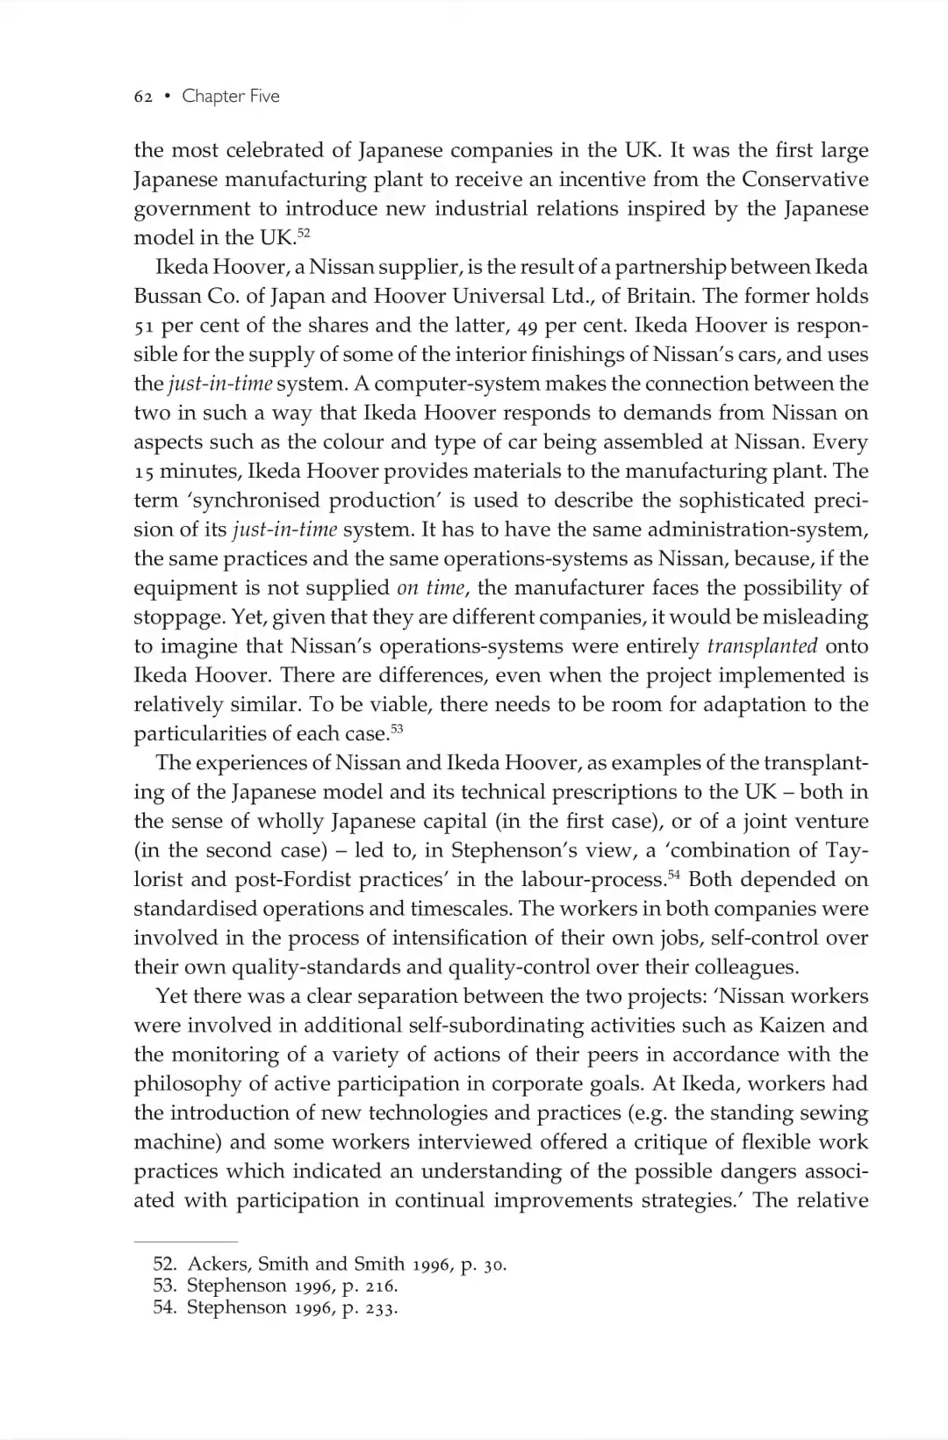 62 • Chapter Five
the most celebrated of Japanese companies in the UK. It was the first large
Japanese manufacturing plant to receive an incentive from the Conservative
government to introduce new industrial relations inspired by the Japanese
model in the UK.52
Ikeda Hoover, a Nissan supplier, is the result of a partnership between Ikeda
Bussan Co. of Japan and Hoover Universal Ltd., of Britain. The former holds
51 per cent of the shares and the latter, 49 per cent. Ikeda Hoover is respon-
sible for the supply of some of the interior finishings of Nissan’s cars, and uses
the just-in-time system. A computer-system makes the connection between the
two in such a way that Ikeda Hoover responds to demands from Nissan on
aspects such as the colour and type of car being assembled at Nissan. Every
15 minutes, Ikeda Hoover provides materials to the manufacturing plant. The
term ‘synchronised production’ is used to describe the sophisticated preci-
sion of its just-in-time system. It has to have the same administration-system,
the same practices and the same operations-systems as Nissan, because, if the
equipment is not supplied on time, the manufacturer faces the possibility of
stoppage. Yet, given that they are different companies, it would be misleading
to imagine that Nissan’s operations-systems were entirely transplanted onto
Ikeda Hoover. There are differences, even when the project implemented is
relatively similar. To be viable, there needs to be room for adaptation to the
particularities of each case.53
The experiences of Nissan and Ikeda Hoover, as examples of the transplant-
ing of the Japanese model and its technical prescriptions to the UK – both in
the sense of wholly Japanese capital (in the first case), or of a joint venture
(in the second case) – led to, in Stephenson’s view, a ‘combination of Tay-
lorist and post-Fordist practices’ in the labour-process.54 Both depended on
standardised operations and timescales. The workers in both companies were
involved in the process of intensification of their own jobs, self-control over
their own quality-standards and quality-control over their colleagues.
Yet there was a clear separation between the two projects: ‘Nissan workers
were involved in additional self-subordinating activities such as Kaizen and
the monitoring of a variety of actions of their peers in accordance with the
philosophy of active participation in corporate goals. At Ikeda, workers had
the introduction of new technologies and practices (e.g. the standing sewing
machine) and some workers interviewed offered a critique of flexible work
practices which indicated an understanding of the possible dangers associ-
ated with participation in continual improvements strategies.’ The relative
52. Ackers, Smith and Smith 1996, p. 30.
53. Stephenson 1996, p. 216.
54. Stephenson 1996, p. 233.